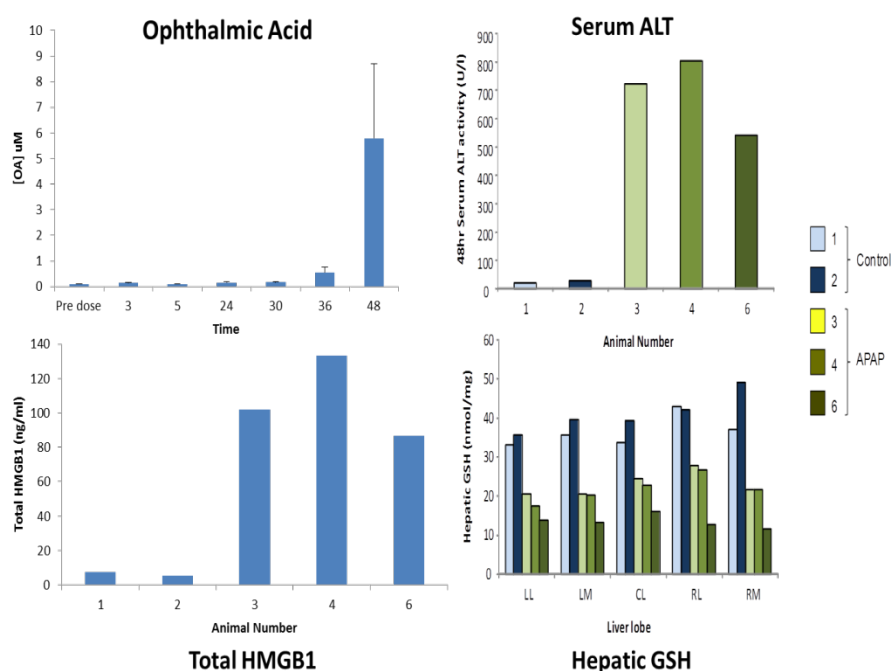 Ophthalmic Acid
[OA] uM
10
9
8
7
6
5
4
3
2
1
0
Pre dose 3 5 24 30 36 48
Time
Serum ALT
48hr Serum ALT activity (U/l)
900
800
700
600
500
400
300
200
100
0
1 2 3 4 6
Animal Number
1
2
Control
3
4
6
APAP
Total HMGB1 (ng/ml)
140
120
100
80
60
40
20
0
1 2 3 4 6
Animal Number
Total HMGB1
Hepatic GSH (nmol/mg)
60
50
40
30
20
10
0
LL LM CL RL RM
Liver lobe
Hepatic GSH